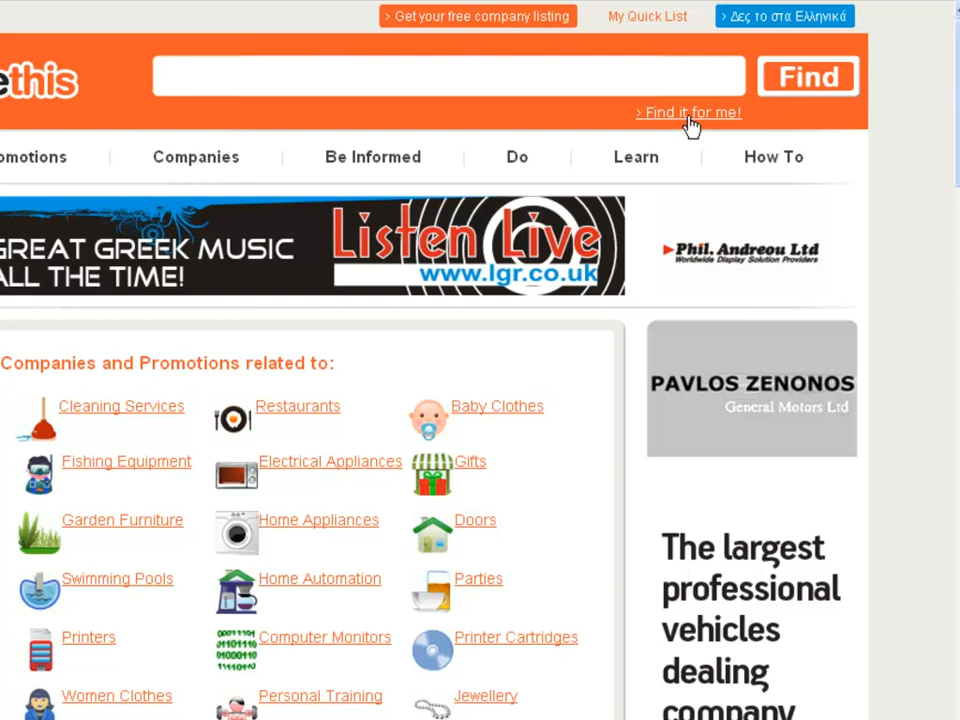 > Get your free company listing
My Quick List
> Δες το στα Ελληνικά
ethis
Find
> Find it for me!
omotions
Companies
Be Informed
Do
Learn
How To
GREAT GREEK MUSIC
ALL THE TIME!
Listen Live
www.lgr.co.uk
Phil. Andreou Ltd
Worldwide Display Solution Providers
Companies and Promotions related to:
Cleaning Services
Restaurants
Baby Clothes
Fishing Equipment
Electrical Appliances
Gifts
Garden Furniture
Home Appliances
Doors
Swimming Pools
Home Automation
Parties
Printers
Computer Monitors
Printer Cartridges
Women Clothes
Personal Training
Jewellery
PAVLOS ZENONOS
General Motors Ltd
The largest
professional
vehicles
dealing
company